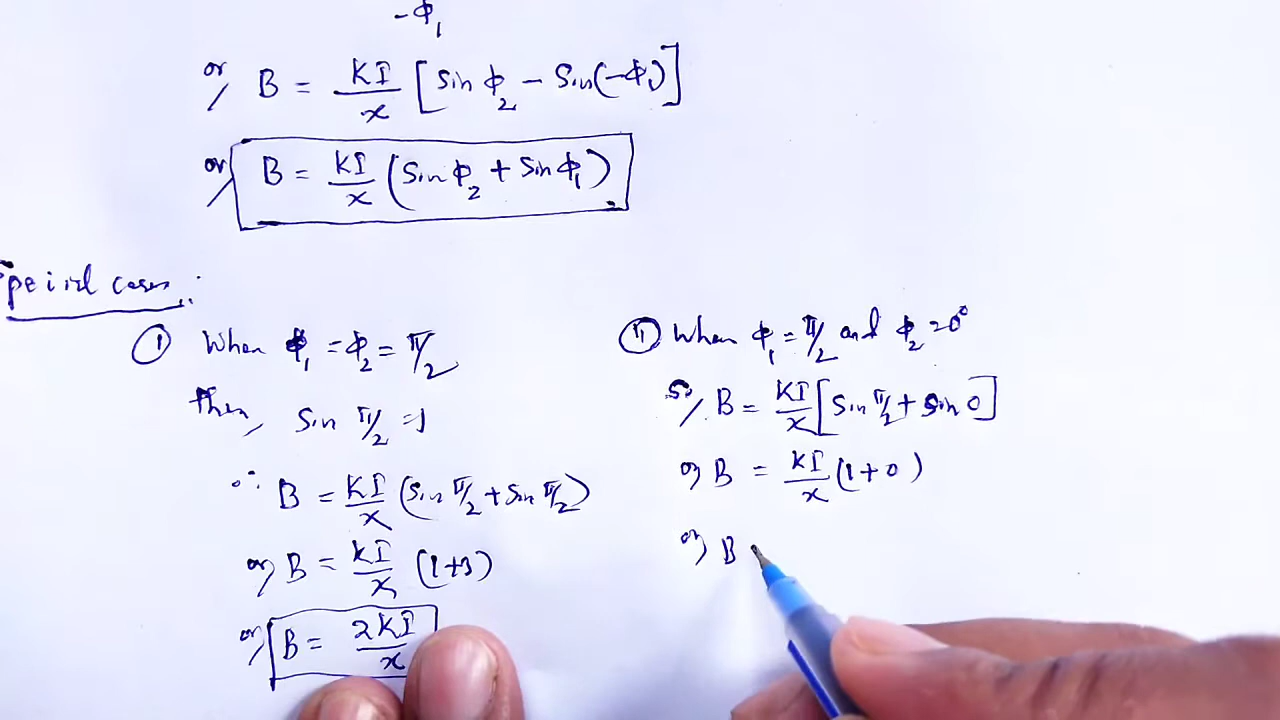 -φ₁
or, B = KI/x [Sin φ₂ - Sin(-φ₁)]
or, B = KI/x (Sin φ₂ + Sin φ₁)
Special cases:
① When φ₁ = φ₂ = π/2
then, Sin π/2 = 1
∴ B = KI/x (Sin π/2 + Sin π/2)
or, B = KI/x (1+1)
or, B = 2KI/x
② When φ₁ = π/2 and φ₂ = 0°
So, B = KI/x [Sin π/2 + Sin 0]
or, B = KI/x (1+0)
or, B